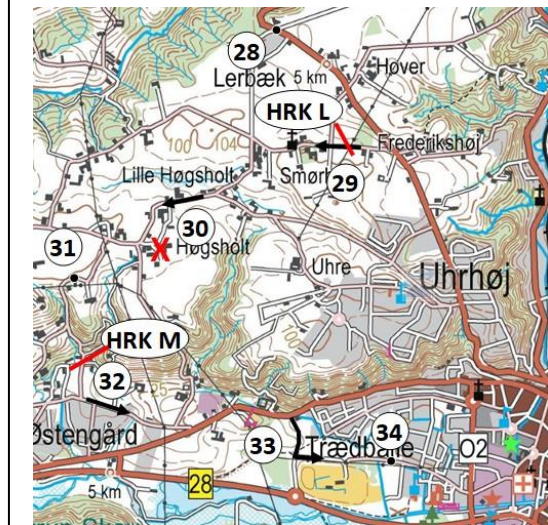 28
Lerbæk
5 km
Høver
HRK L
100
104
Frederikshøj
Lille Høgsholt
29
30
Høgsholt
31
Uhre
Uhrhøj
100
HRK M
32
25
Østengård
33
Trædballe
34
O2
28
5 km